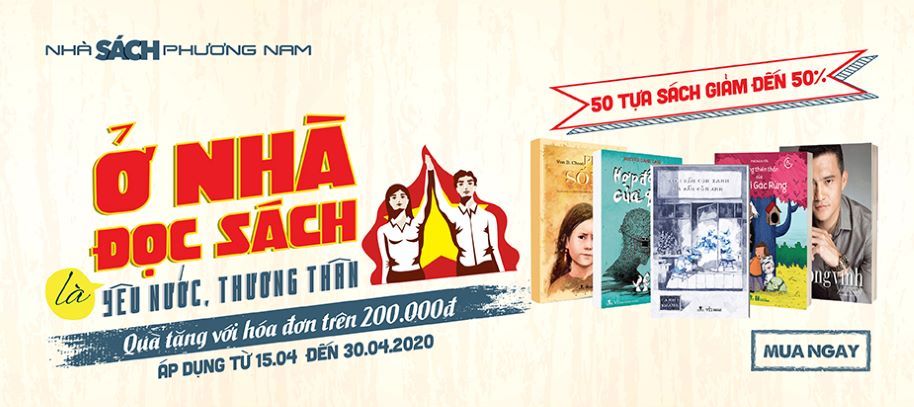 NHÀ SÁCH PHƯƠNG NAM
50 TỰA SÁCH GIẢM ĐẾN 50%
Ở NHÀ
ĐỌC SÁCH
là YÊU NƯỚC, THƯƠNG THÂN
Quà tặng với hóa đơn trên 200.000đ
ÁP DỤNG TỪ 15.04 ĐẾN 30.04.2020
MUA NGAY